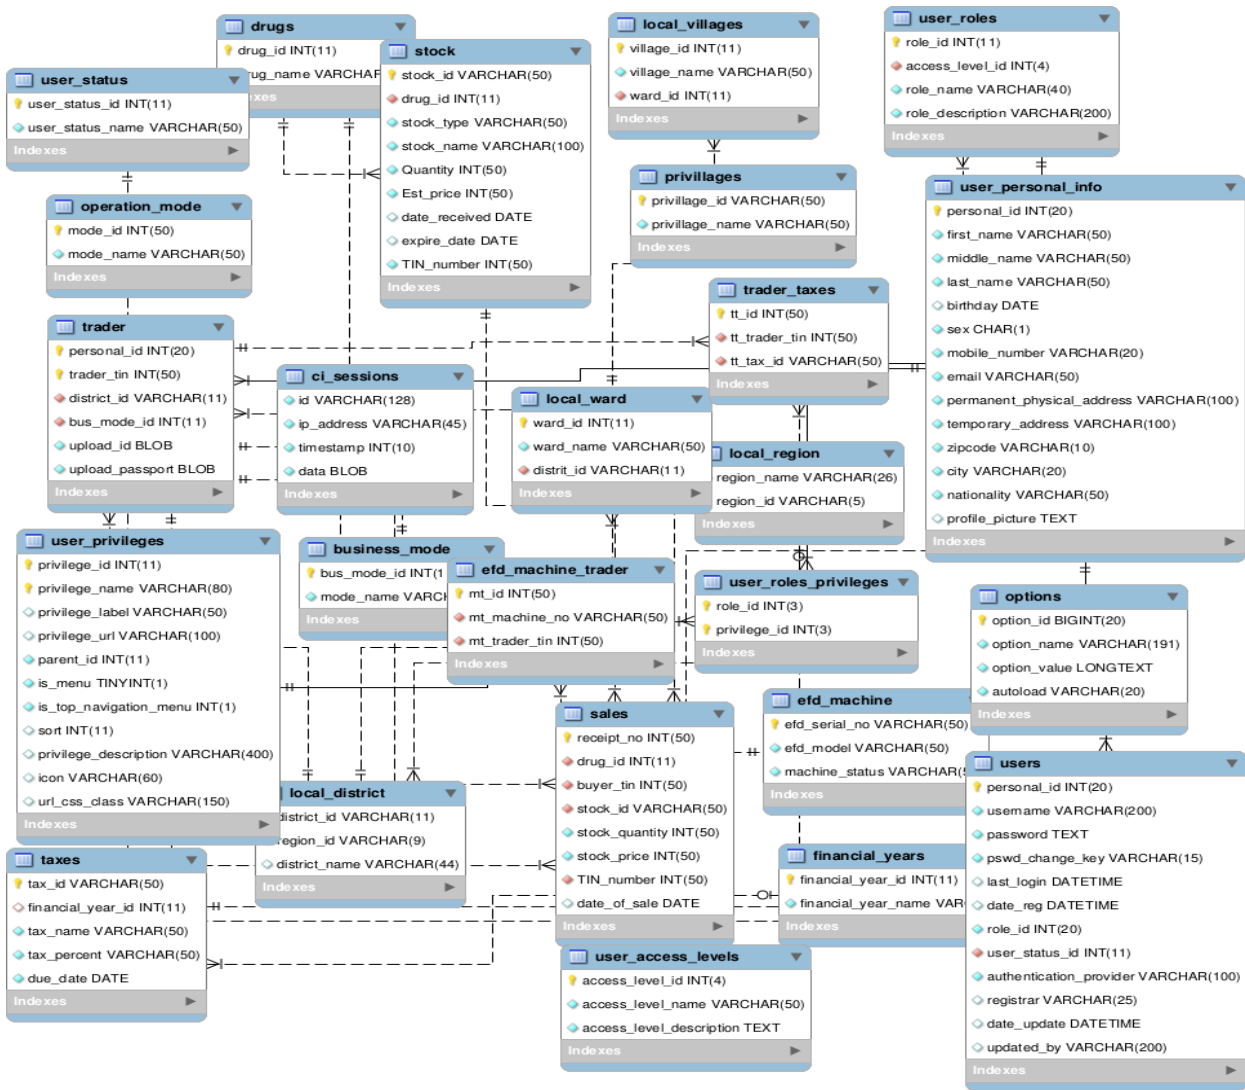 drugs
drug_id INT(11)
rug_name VARCHAR
exes
user_status
user_status_id INT(11)
user_status_name VARCHAR(50)
Indexes
stock
stock_id VARCHAR(50)
drug_id INT(11)
stock_type VARCHAR(50)
stock_name VARCHAR(100)
Quantity INT(50)
Est_price INT(50)
date_received DATE
expire_date DATE
TIN_number INT(50)
Indexes
local_villages
village_id INT(11)
village_name VARCHAR(50)
ward_id INT(11)
Indexes
user_roles
role_id INT(11)
access_level_id INT(4)
role_name VARCHAR(40)
role_description VARCHAR(200)
Indexes
operation_mode
mode_id INT(50)
mode_name VARCHAR(50)
Indexes
privillages
privillage_id VARCHAR(50)
privillage_name VARCHAR(50)
Indexes
user_personal_info
personal_id INT(20)
first_name VARCHAR(50)
middle_name VARCHAR(50)
last_name VARCHAR(50)
birthday DATE
sex CHAR(1)
mobile_number VARCHAR(20)
email VARCHAR(50)
permanent_physical_address VARCHAR(100)
temporary_address VARCHAR(100)
zipcode VARCHAR(10)
city VARCHAR(20)
nationality VARCHAR(50)
profile_picture TEXT
Indexes
trader
personal_id INT(20)
trader_tin INT(50)
district_id VARCHAR(11)
bus_mode_id INT(11)
upload_id BLOB
upload_passport BLOB
Indexes
trader_taxes
tt_id INT(50)
tt_trader_tin INT(50)
tt_tax_id VARCHAR(50)
Indexes
ci_sessions
id VARCHAR(128)
ip_address VARCHAR(45)
timestamp INT(10)
data BLOB
Indexes
local_ward
ward_id INT(11)
ward_name VARCHAR(50)
distrit_id VARCHAR(11)
Indexes
local_region
region_name VARCHAR(26)
region_id VARCHAR(5)
Indexes
user_privileges
privilege_id INT(11)
privilege_name VARCHAR(80)
privilege_label VARCHAR(50)
privilege_url VARCHAR(100)
parent_id INT(11)
is_menu TINYINT(1)
is_top_navigation_menu INT(1)
sort INT(11)
privilege_description VARCHAR(400)
icon VARCHAR(60)
url_css_class VARCHAR(150)
Indexes
business_mode
bus_mode_id INT(1
mode_name VARCH
Indexes
efd_machine_trader
mt_id INT(50)
mt_machine_no VARCHAR(50)
mt_trader_tin INT(50)
Indexes
user_roles_privileges
role_id INT(3)
privilege_id INT(3)
Indexes
options
option_id BIGINT(20)
option_name VARCHAR(191)
option_value LONGTEXT
autoload VARCHAR(20)
Indexes
sales
receipt_no INT(50)
drug_id INT(11)
buyer_tin INT(50)
stock_id VARCHAR(50)
stock_quantity INT(50)
stock_price INT(50)
TIN_number INT(50)
date_of_sale DATE
Indexes
efd_machine
efd_serial_no VARCHAR(50)
efd_model VARCHAR(50)
machine_status VARCHAR(
Indexes
users
personal_id INT(20)
username VARCHAR(200)
password TEXT
pswd_change_key VARCHAR(15)
last_login DATETIME
date_reg DATETIME
role_id INT(20)
user_status_id INT(11)
authentication_provider VARCHAR(100)
registrar VARCHAR(25)
date_update DATETIME
updated_by VARCHAR(200)
Indexes
local_district
district_id VARCHAR(11)
region_id VARCHAR(9)
district_name VARCHAR(44)
Indexes
taxes
tax_id VARCHAR(50)
financial_year_id INT(11)
tax_name VARCHAR(50)
tax_percent VARCHAR(50)
due_date DATE
Indexes
financial_years
financial_year_id INT(11)
financial_year_name VAR
Indexes
user_access_levels
access_level_id INT(4)
access_level_name VARCHAR(50)
access_level_description TEXT
Indexes